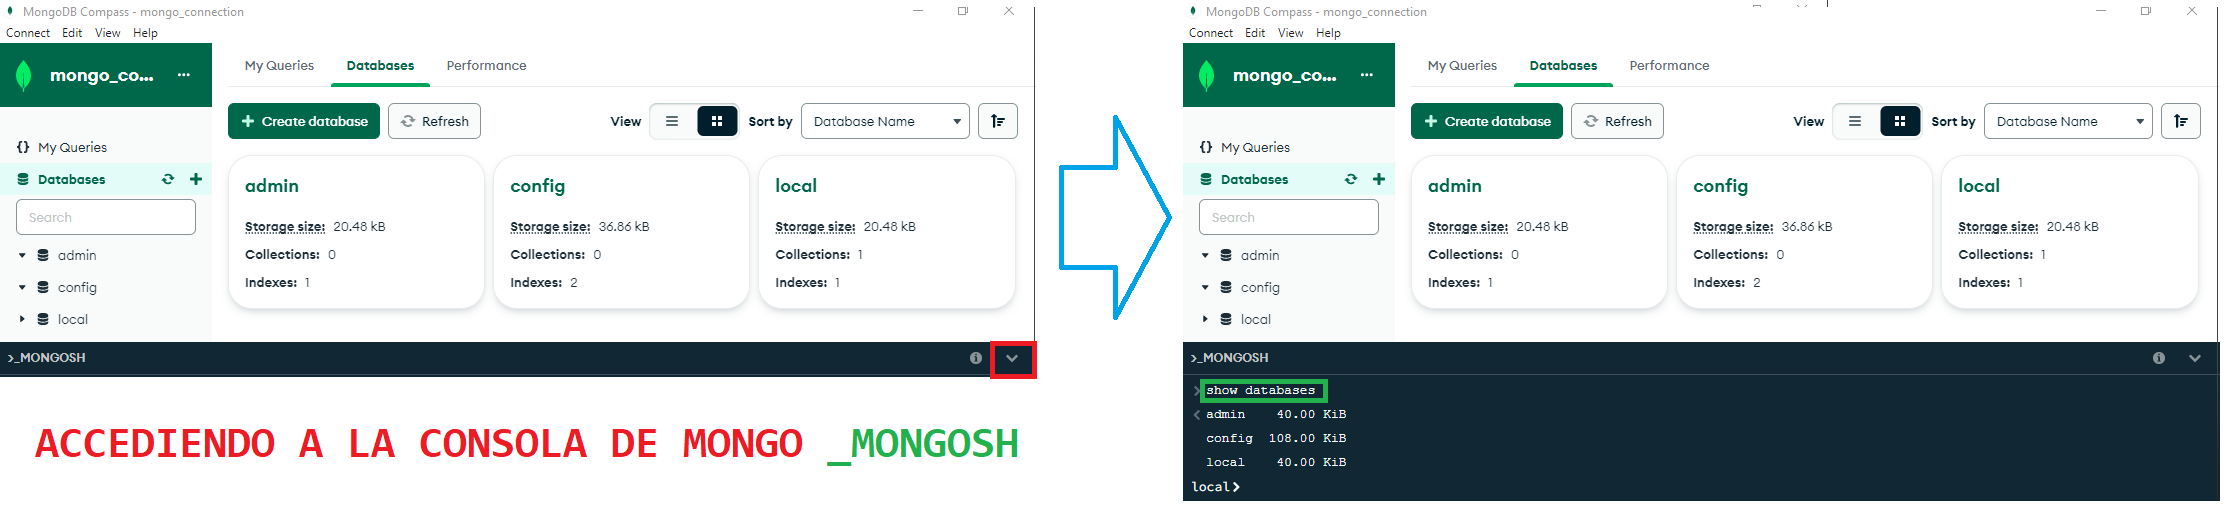 MongoDB Compass - mongo_connection
Connect Edit View Help
mongo_co... ...
My Queries Databases Performance
+ Create database Refresh
View Sort by Database Name
{} My Queries
Databases
Search
admin
config
local
admin
Storage size: 20.48 kB
Collections: 0
Indexes: 1
config
Storage size: 36.86 kB
Collections: 0
Indexes: 2
local
Storage size: 20.48 kB
Collections: 1
Indexes: 1
>_MONGOSH
ACCEDIENDO A LA CONSOLA DE MONGO _MONGOSH
MongoDB Compass - mongo_connection
Connect Edit View Help
mongo_co... ...
My Queries Databases Performance
+ Create database Refresh
View Sort by Database Name
{} My Queries
Databases
Search
admin
config
local
admin
Storage size: 20.48 kB
Collections: 0
Indexes: 1
config
Storage size: 36.86 kB
Collections: 0
Indexes: 2
local
Storage size: 20.48 kB
Collections: 1
Indexes: 1
>_MONGOSH
> show databases
< admin 40.00 KiB
config 108.00 KiB
local 40.00 KiB
local>